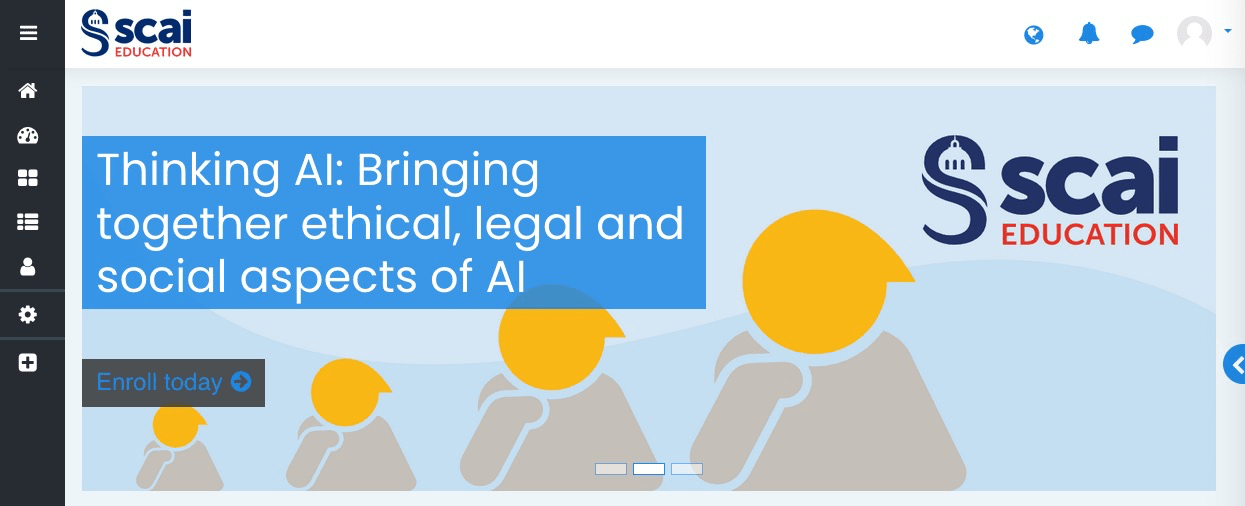 scai
EDUCATION
Thinking AI: Bringing
together ethical, legal and
social aspects of AI
scai
EDUCATION
Enroll today